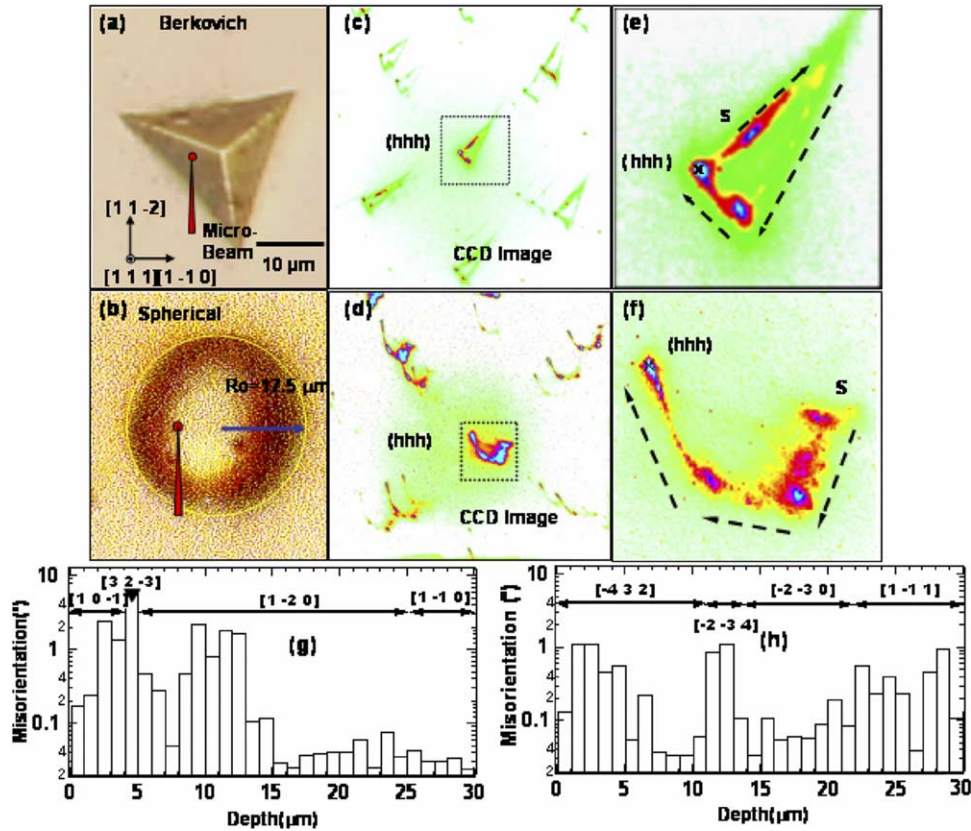 (a) Berkovich
[1 1 -2]
Micro-
Beam
[1 1 1][1 -1 0]
10 μm
(c)
(hhh)
CCD Image
(e)
S
(hhh)
(b) Spherical
Ro=17.5 μm
(d)
(hhh)
CCD Image
(f)
(hhh)
S
[3 2 -3]
[1 0 -1]
[1 -2 0]
[1 -1 0]
(g)
Misorientation(°)
10
4
2
1
4
2
0.1
4
2
0 5 10 15 20 25 30
Depth(μm)
[-4 3 2]
[-2 -3 0]
[1 -1 1]
[-2 -3 4]
(h)
Misorientation (°)
10
4
2
1
4
2
0.1
4
2
0 5 10 15 20 25 30
Depth(μm)